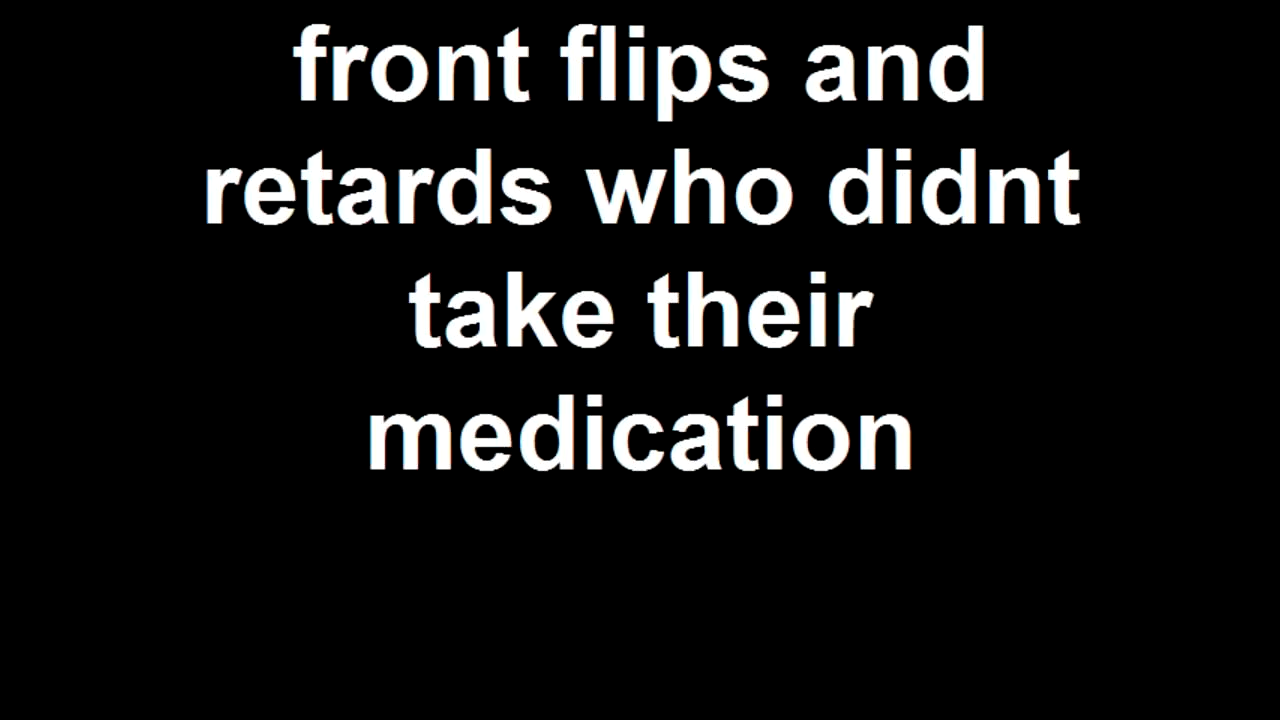 front flips and
retards who didnt
take their
medication